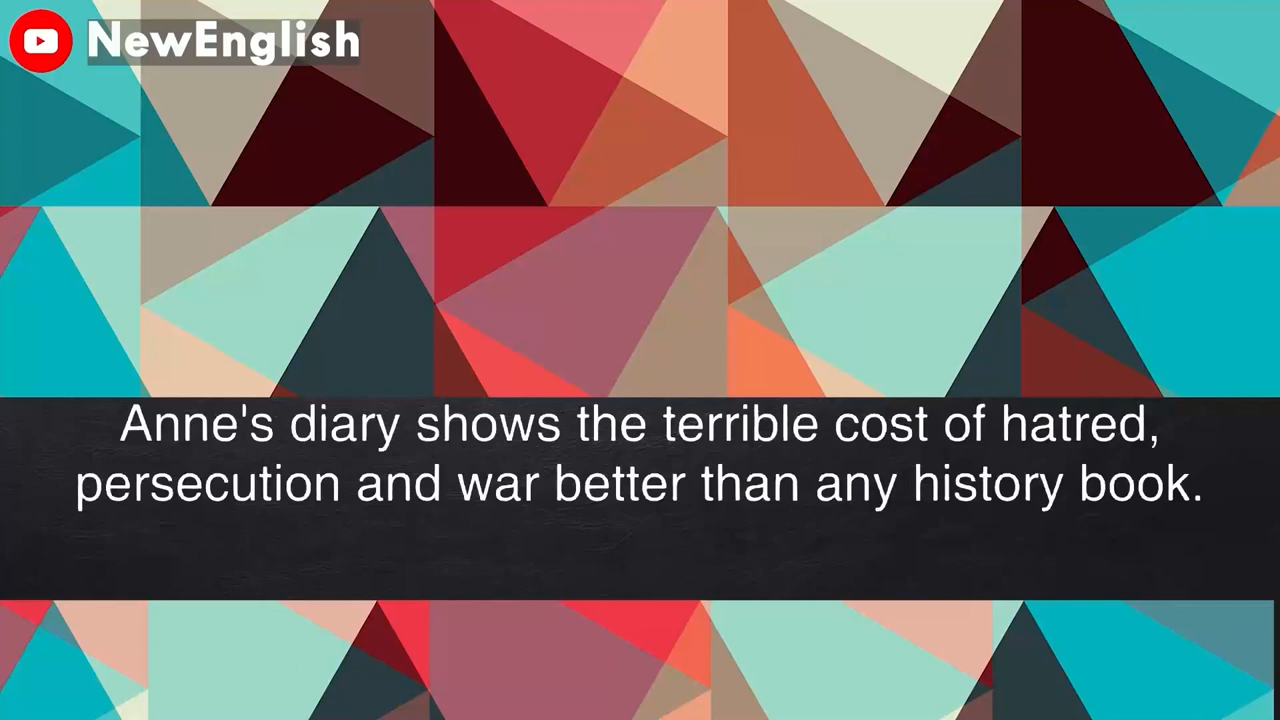 NewEnglish
Anne's diary shows the terrible cost of hatred,
persecution and war better than any history book.